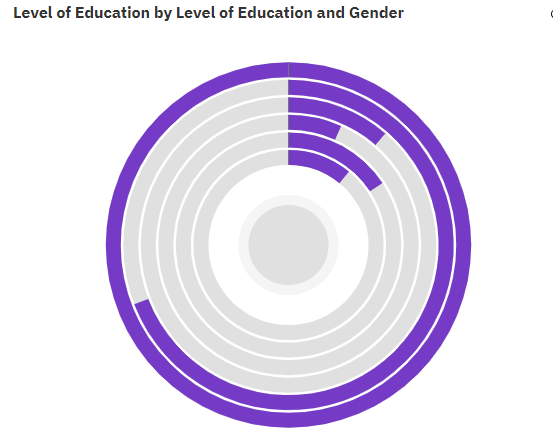 Level of Education by Level of Education and Gender